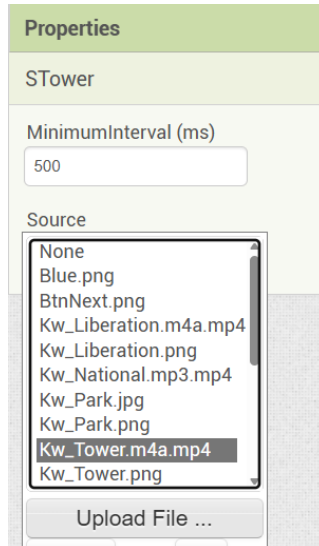 Properties
STower
MinimumInterval (ms)
500
Source
None
Blue.png
BtnNext.png
Kw_Liberation.m4a.mp4
Kw_Liberation.png
Kw_National.mp3.mp4
Kw_Park.jpg
Kw_Park.png
Kw_Tower.m4a.mp4
Kw_Tower.png
Upload File ...